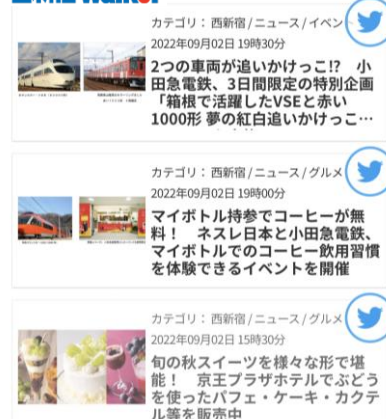 カテゴリ：西新宿/ニュース/イベン
2022年09月02日 19時30分
2つの車両が追いかけっこ!?　小
田急電鉄、3日間限定の特別企画
「箱根で活躍したVSEと赤い
1000形 夢の紅白追いかけっこ…
カテゴリ：西新宿/ニュース/グルメ
2022年09月02日 19時00分
マイボトル持参でコーヒーが無
料！　ネスレ日本と小田急電鉄、
マイボトルでのコーヒー飲用習慣
を体験できるイベントを開催
カテゴリ：西新宿/ニュース/グルメ
2022年09月02日 15時30分
旬の秋スイーツを様々な形で堪
能！　京王プラザホテルでぶどう
を使ったパフェ・ケーキ・カクテ
ル等を販売中